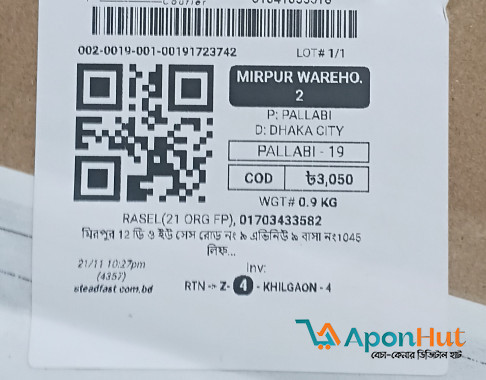 Courier
002-0019-001-00191723742
LOT# 1/1
MIRPUR WAREHO.
2
P: PALLABI
D: DHAKA CITY
PALLABI - 19
COD ৳3,050
WGT# 0.9 KG
RASEL(21 ORG FP), 01703433582
মিরপুর 12 ডি ও ইউ সেস রোড নং ৯ এভিনিউ ৯ বাসা নং1045
লিফ...
21/11 10:27pm
(4357)
steadfast.com.bd
Inv:
RTN -> Z- 4 - KHILGAON - 4
AponHut
বেচা-কেনার ডিজিটাল হাট